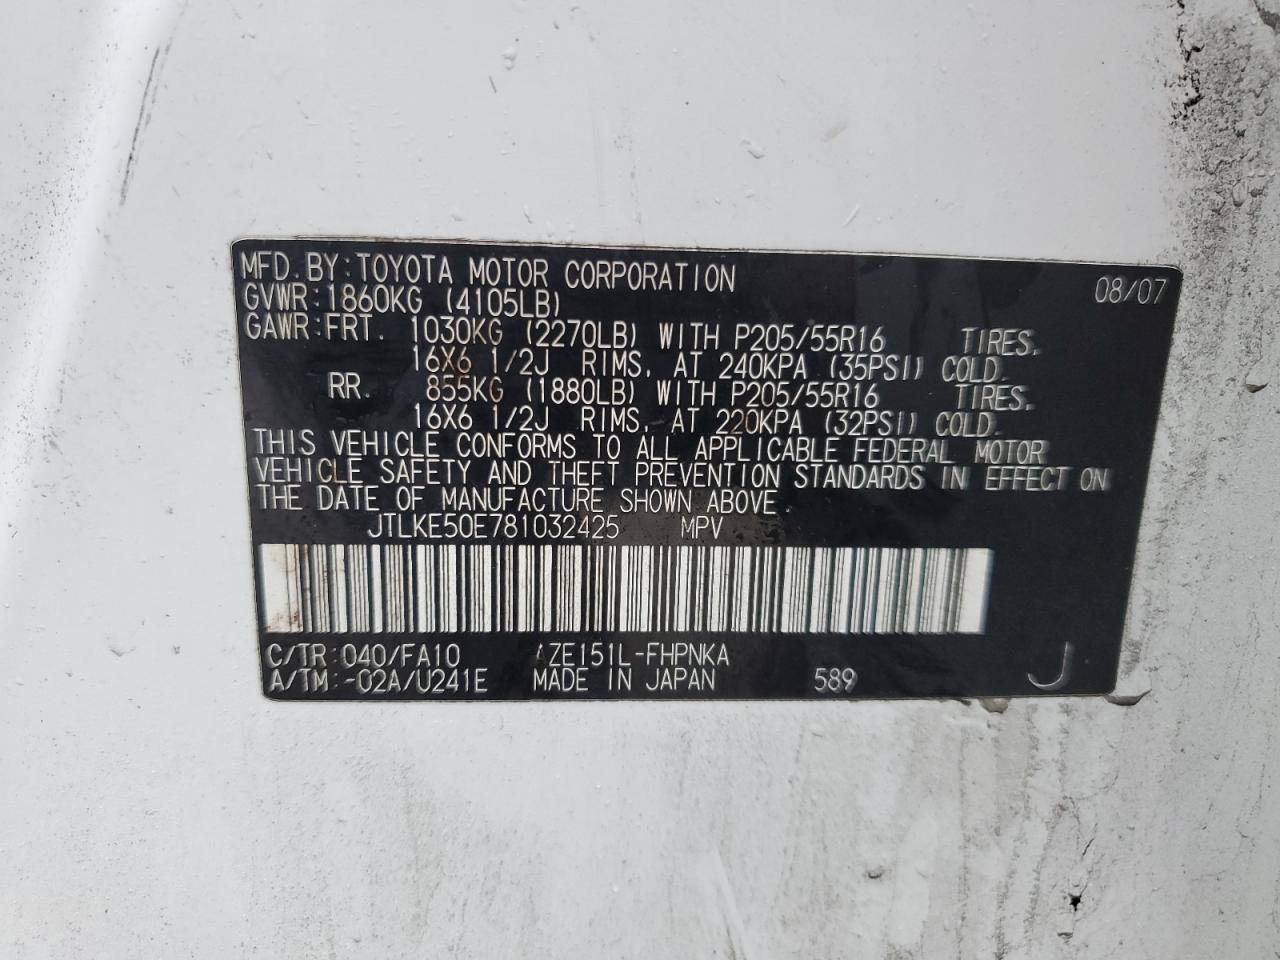 MFD. BY: TOYOTA MOTOR CORPORATION 08/07
GVWR: 1860KG (4105LB)
GAWR: FRT. 1030KG (2270LB) WITH P205/55R16 TIRES,
16X6 1/2J RIMS, AT 240KPA (35PSI) COLD.
RR. 855KG (1880LB) WITH P205/55R16 TIRES,
16X6 1/2J RIMS, AT 220KPA (32PSI) COLD.
THIS VEHICLE CONFORMS TO ALL APPLICABLE FEDERAL MOTOR
VEHICLE SAFETY AND THEFT PREVENTION STANDARDS IN EFFECT ON
THE DATE OF MANUFACTURE SHOWN ABOVE.
JTLKE50E781032425 MPV
C/TR: 040/FA10 AZE151L-FHPNKA
A/TM: -02A/U241E MADE IN JAPAN 589 J